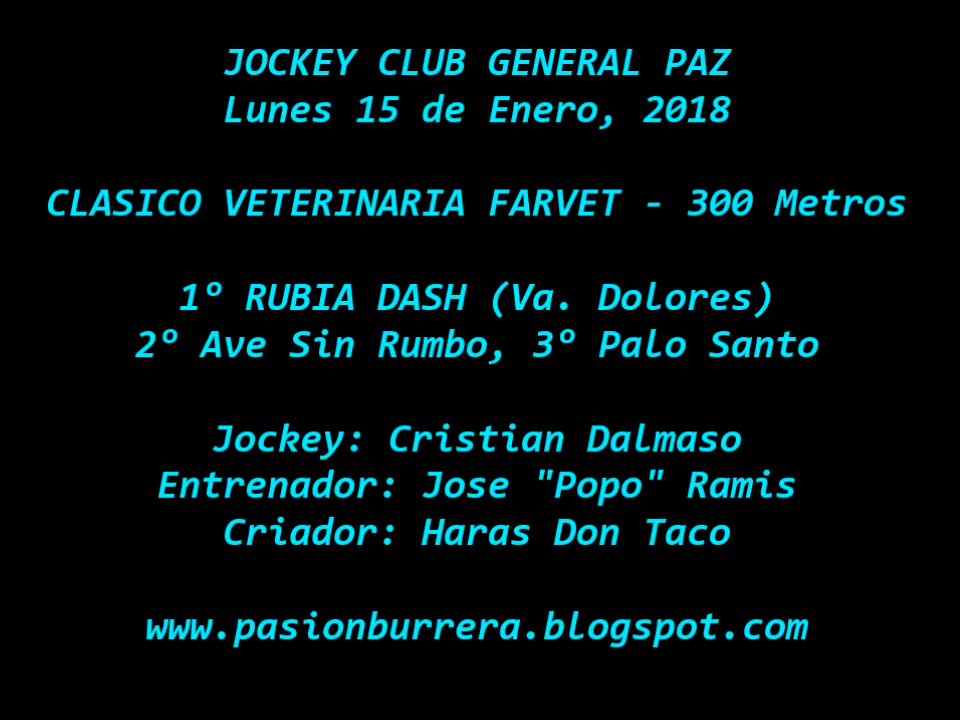 JOCKEY CLUB GENERAL PAZ
Lunes 15 de Enero, 2018
CLASICO VETERINARIA FARVET - 300 Metros
1º RUBIA DASH (Va. Dolores)
2º Ave Sin Rumbo, 3º Palo Santo
Jockey: Cristian Dalmaso
Entrenador: Jose "Popo" Ramis
Criador: Haras Don Taco
www.pasionburrera.blogspot.com